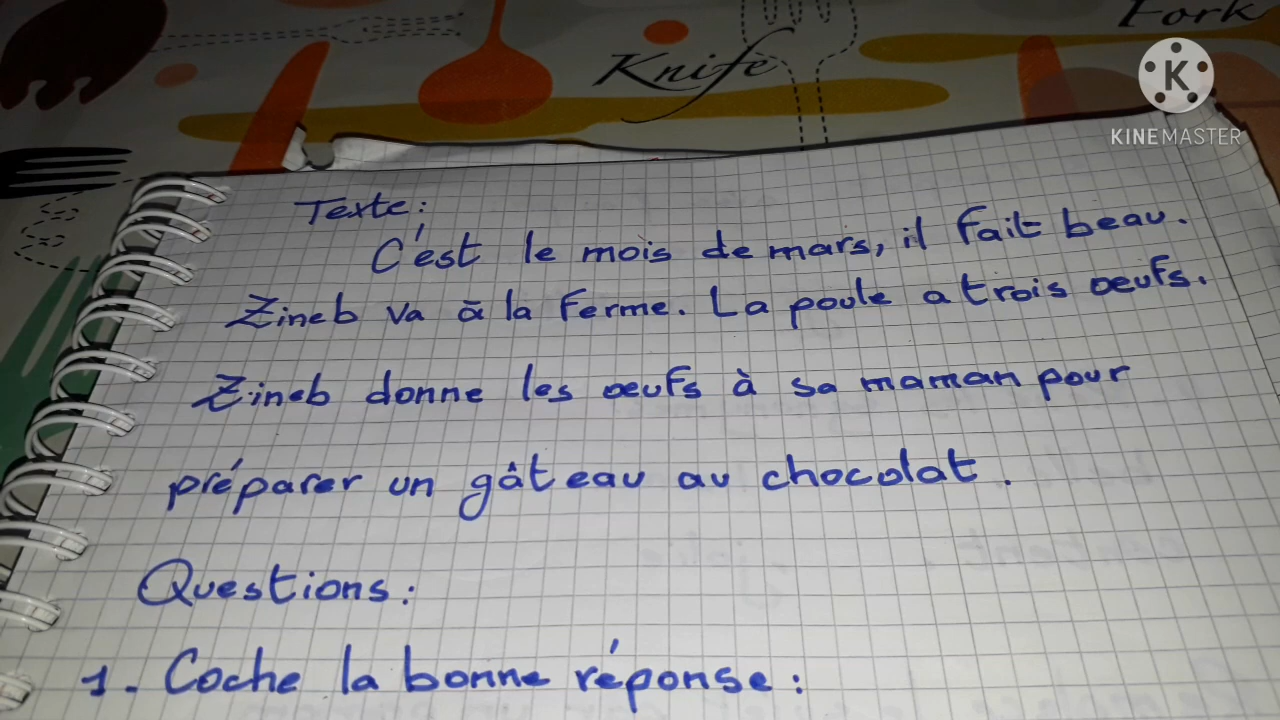 Fork
Knife
K
KINEMASTER
Texte:
C'est le mois de mars, il fait beau.
Zineb va à la ferme. La poule a trois oeufs.
Zineb donne les oeufs à sa maman pour
préparer un gâteau au chocolat.
Questions:
1. Coche la bonne réponse: